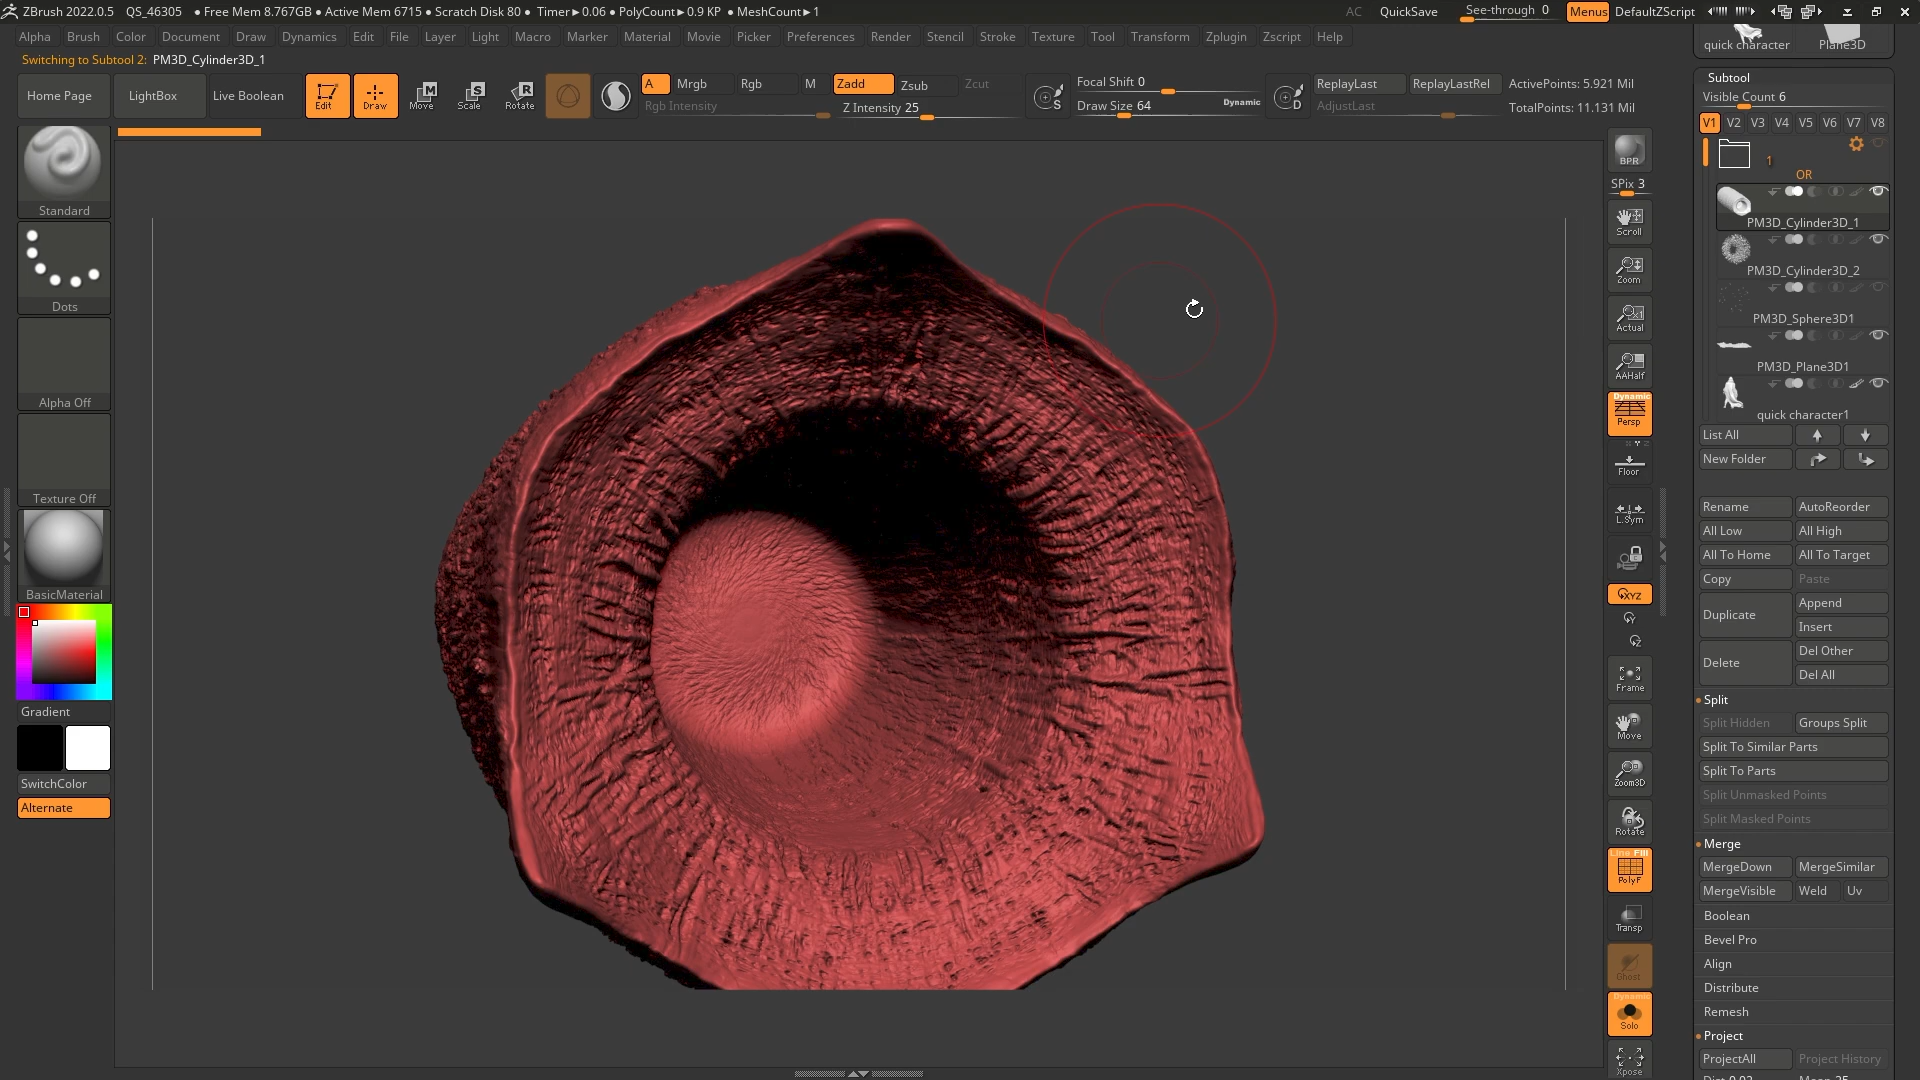 ZBrush 2022.0.5 QS_46305 • Free Mem 8.767GB • Active Mem 6715 • Scratch Disk 80 • Timer▶0.06 • PolyCount▶0.9 KP • MeshCount▶1 AC QuickSave See-through 0 Menus DefaultZScript
Alpha Brush Color Document Draw Dynamics Edit File Layer Light Macro Marker Material Movie Picker Preferences Render Stencil Stroke Texture Tool Transform Zplugin Zscript Help
quick character Plane3D
Switching to Subtool 2: PM3D_Cylinder3D_1
Home Page LightBox Live Boolean Edit Draw Move Scale Rotate
M S R
A Mrgb Rgb M Zadd Zsub Zcut
Rgb Intensity Z Intensity 25
S Focal Shift 0
Draw Size 64 Dynamic
D ReplayLast ReplayLastRel
AdjustLast
ActivePoints: 5.921 Mil
TotalPoints: 11.131 Mil
Standard
Dots
Alpha Off
Texture Off
BasicMaterial
Gradient
SwitchColor
Alternate
BPR
SPix 3
Scroll
Zoom
Actual
AAHalf
Dynamic
Persp
Floor
L.Sym
XYZ
Y
Z
Frame
Move
Zoom3D
Rotate
Line Fill
PolyF
Transp
Ghost
Dynamic
Solo
Xpose
Subtool
Visible Count 6
V1 V2 V3 V4 V5 V6 V7 V8
1
OR
PM3D_Cylinder3D_1
PM3D_Cylinder3D_2
PM3D_Sphere3D1
PM3D_Plane3D1
quick character1
List All
New Folder
Rename AutoReorder
All Low All High
All To Home All To Target
Copy Paste
Duplicate Append
Insert
Delete Del Other
Del All
Split
Split Hidden Groups Split
Split To Similar Parts
Split To Parts
Split Unmasked Points
Split Masked Points
Merge
MergeDown MergeSimilar
MergeVisible Weld Uv
Boolean
Bevel Pro
Align
Distribute
Remesh
Project
ProjectAll Project History